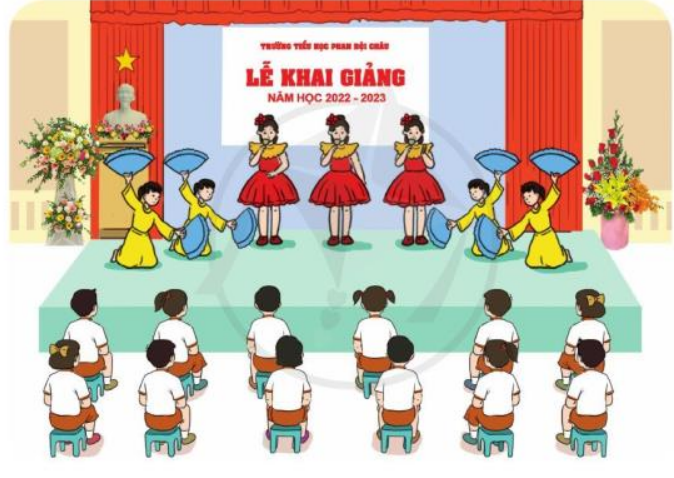 TRƯỜNG TIỂU HỌC PHAN BỘI CHÂU
LỄ KHAI GIẢNG
NĂM HỌC 2022 - 2023